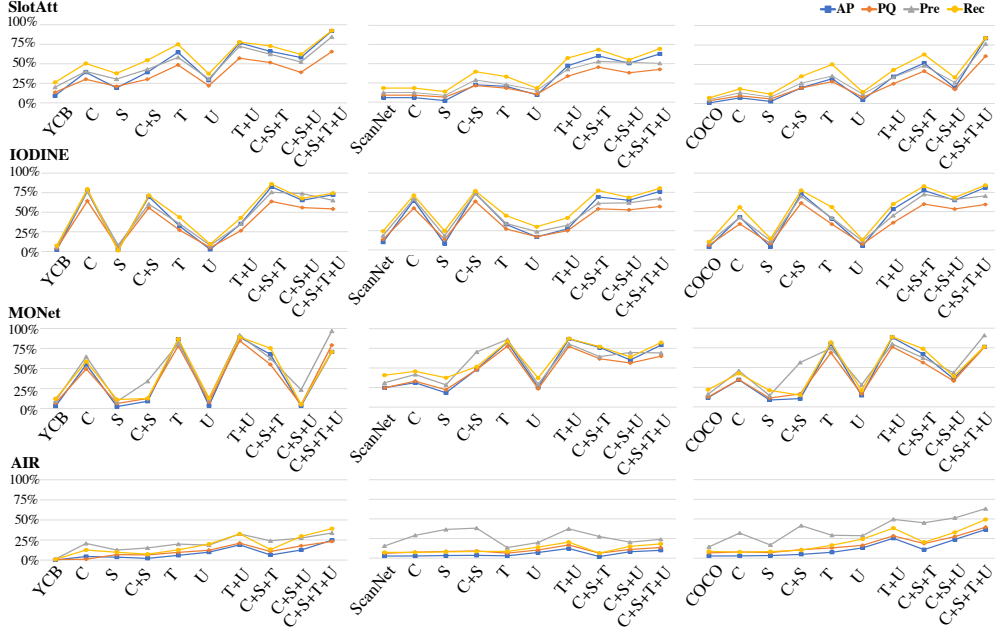 SlotAtt
AP PQ Pre Rec
100%
75%
50%
25%
0%
YCB C S C+S T U T+U C+S+T C+S+U C+S+T+U
ScanNet C S C+S T U T+U C+S+T C+S+U C+S+T+U
COCO C S C+S T U T+U C+S+T C+S+U C+S+T+U
IODINE
100%
75%
50%
25%
0%
YCB C S C+S T U T+U C+S+T C+S+U C+S+T+U
ScanNet C S C+S T U T+U C+S+T C+S+U C+S+T+U
COCO C S C+S T U T+U C+S+T C+S+U C+S+T+U
MONet
100%
75%
50%
25%
0%
YCB C S C+S T U T+U C+S+T C+S+U C+S+T+U
ScanNet C S C+S T U T+U C+S+T C+S+U C+S+T+U
COCO C S C+S T U T+U C+S+T C+S+U C+S+T+U
AIR
100%
75%
50%
25%
0%
YCB C S C+S T U T+U C+S+T C+S+U C+S+T+U
ScanNet C S C+S T U T+U C+S+T C+S+U C+S+T+U
COCO C S C+S T U T+U C+S+T C+S+U C+S+T+U